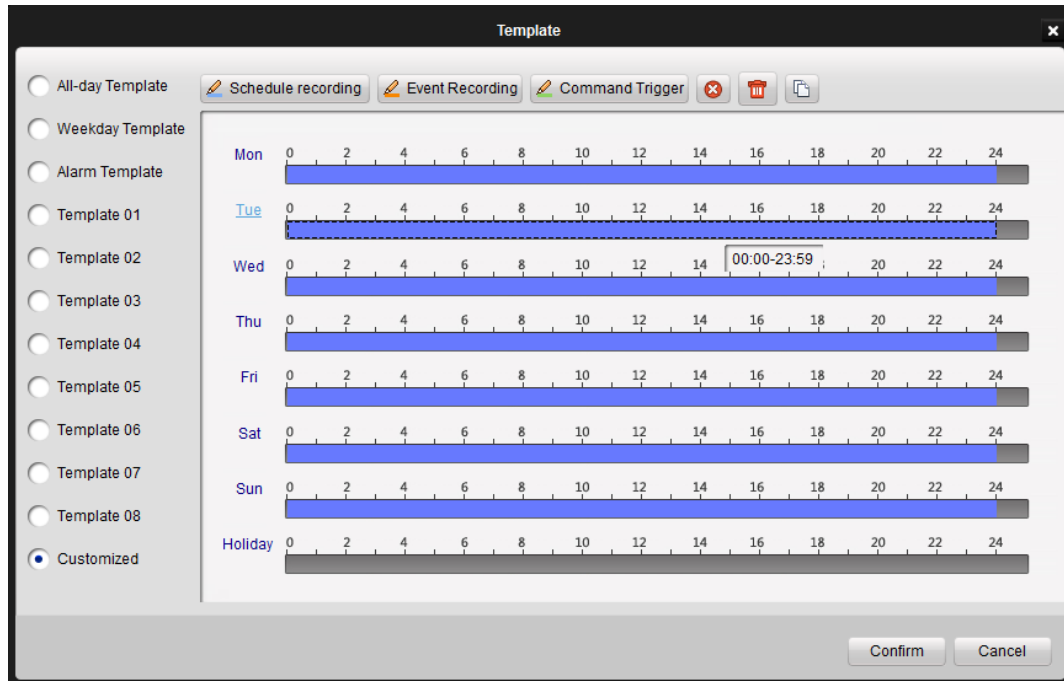 Template
All-day Template
Weekday Template
Alarm Template
Template 01
Template 02
Template 03
Template 04
Template 05
Template 06
Template 07
Template 08
Customized
Schedule recording Event Recording Command Trigger
Mon 0 2 4 6 8 10 12 14 16 18 20 22 24
Tue 0 2 4 6 8 10 12 14 16 18 20 22 24
00:00-23:59
Wed 0 2 4 6 8 10 12 14 20 22 24
Thu 0 2 4 6 8 10 12 14 16 18 20 22 24
Fri 0 2 4 6 8 10 12 14 16 18 20 22 24
Sat 0 2 4 6 8 10 12 14 16 18 20 22 24
Sun 0 2 4 6 8 10 12 14 16 18 20 22 24
Holiday 0 2 4 6 8 10 12 14 16 18 20 22 24
Confirm Cancel